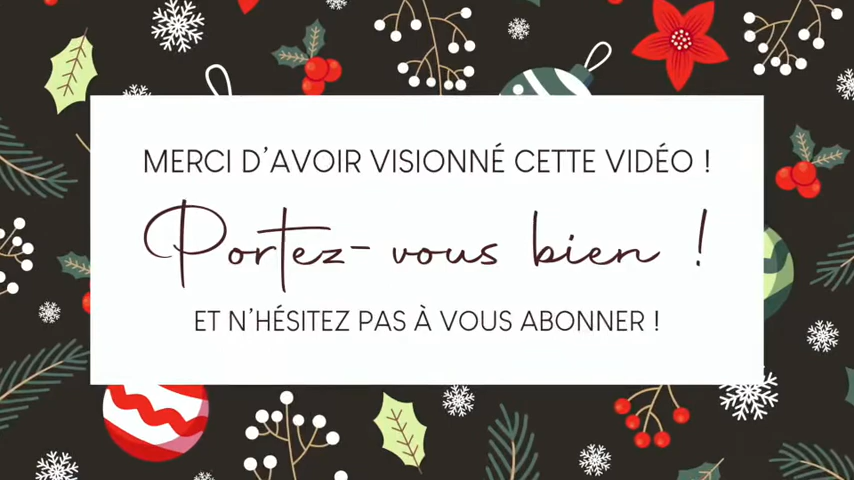 MERCI D'AVOIR VISIONNÉ CETTE VIDÉO !
Portez-vous bien !
ET N'HÉSITEZ PAS À VOUS ABONNER !